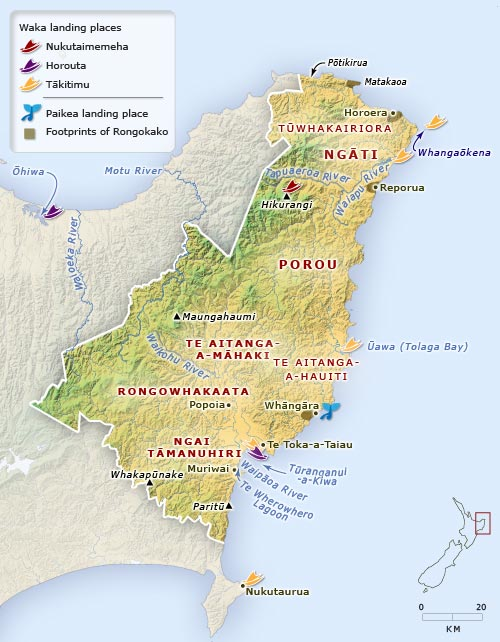 Waka landing places
Nukutaimemeha
Horouta
Tākitimu
Paikea landing place
Footprints of Rongokako
Pōtikirua
Matakaoa
Horoera
TŪWHAKAIRIORA
NGĀTI
Whangaōkena
Ōhiwa
Motu River
Tapuaeroa River
Waiapu River
Reporua
Hikurangi
Waioeka River
POROU
Maungahaumi
Waikohu River
TE AITANGA-
A-MĀHAKI
Ūawa (Tolaga Bay)
TE AITANGA-
A-HAUITI
RONGOWHAKAATA
Popoia
Whāngārā
NGAI
TĀMANUHIRI
Te Toka-a-Taiau
Muriwai
Tūranganui
-a-Kiwa
Waipāoa River
Te Wherowhero
Lagoon
Whakapūnake
Paritū
Nukutaurua
0 20
KM